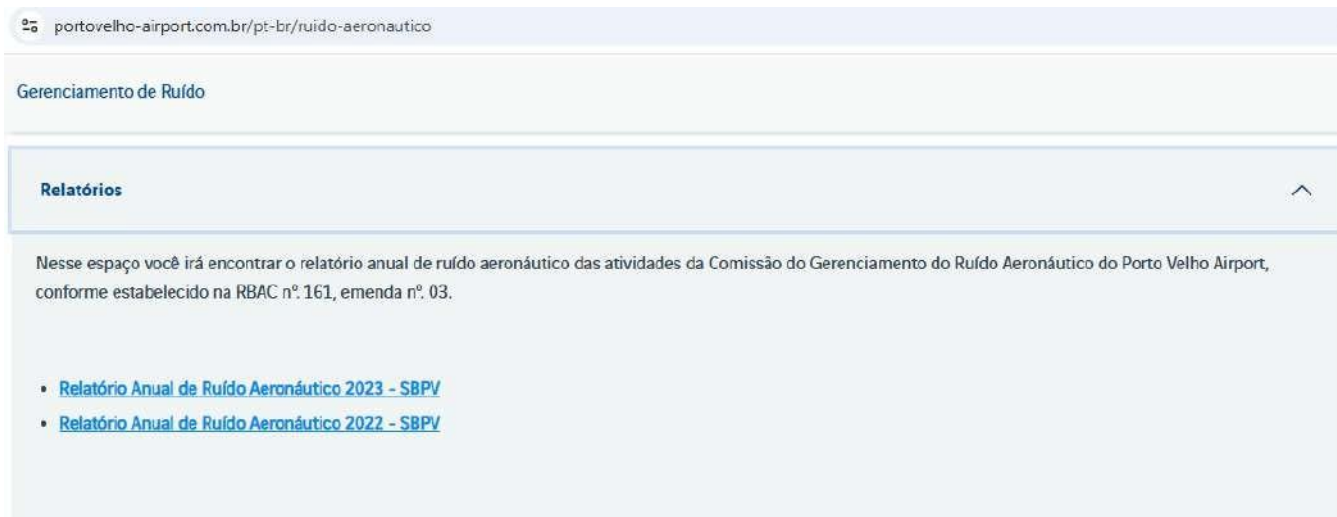 portovelho-airport.com.br/pt-br/ruido-aeronautico
Gerenciamento de Ruído
Relatórios
Nesse espaço você irá encontrar o relatório anual de ruído aeronáutico das atividades da Comissão do Gerenciamento do Ruído Aeronáutico do Porto Velho Airport,
conforme estabelecido na RBAC nº. 161, emenda nº. 03.
• Relatório Anual de Ruído Aeronáutico 2023 - SBPV
• Relatório Anual de Ruído Aeronáutico 2022 - SBPV